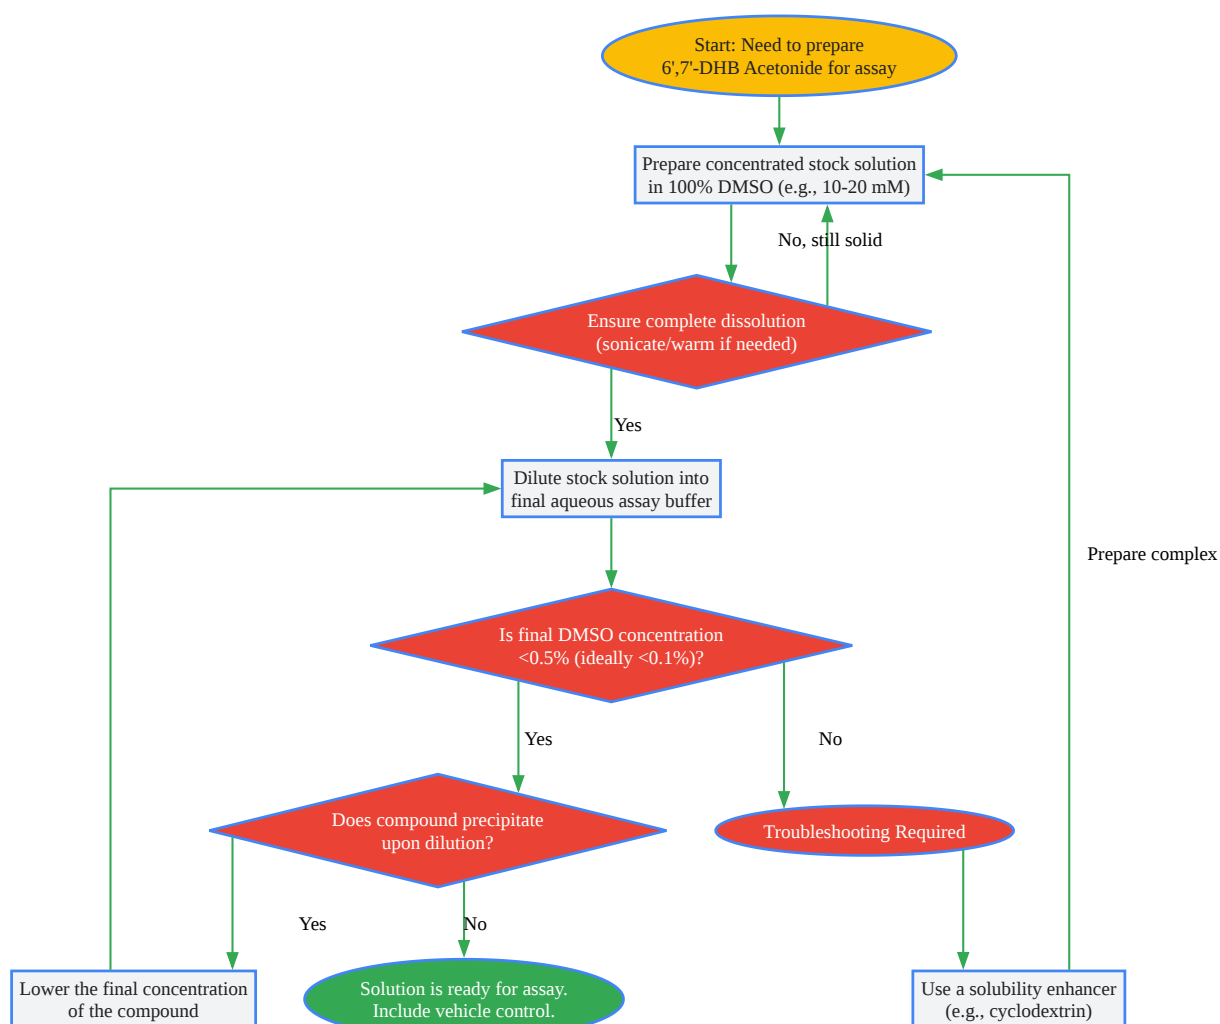 Start: Need to prepare
6',7'-DHB Acetonide for assay
Prepare concentrated stock solution
in 100% DMSO (e.g., 10-20 mM)
No, still solid
Ensure complete dissolution
(sonicate/warm if needed)
Yes
Dilute stock solution into
final aqueous assay buffer
Prepare complex
Is final DMSO concentration
<0.5% (ideally <0.1%)?
Yes
No
Does compound precipitate
upon dilution?
Troubleshooting Required
Yes
No
Lower the final concentration
of the compound
Solution is ready for assay.
Include vehicle control.
Use a solubility enhancer
(e.g., cyclodextrin)